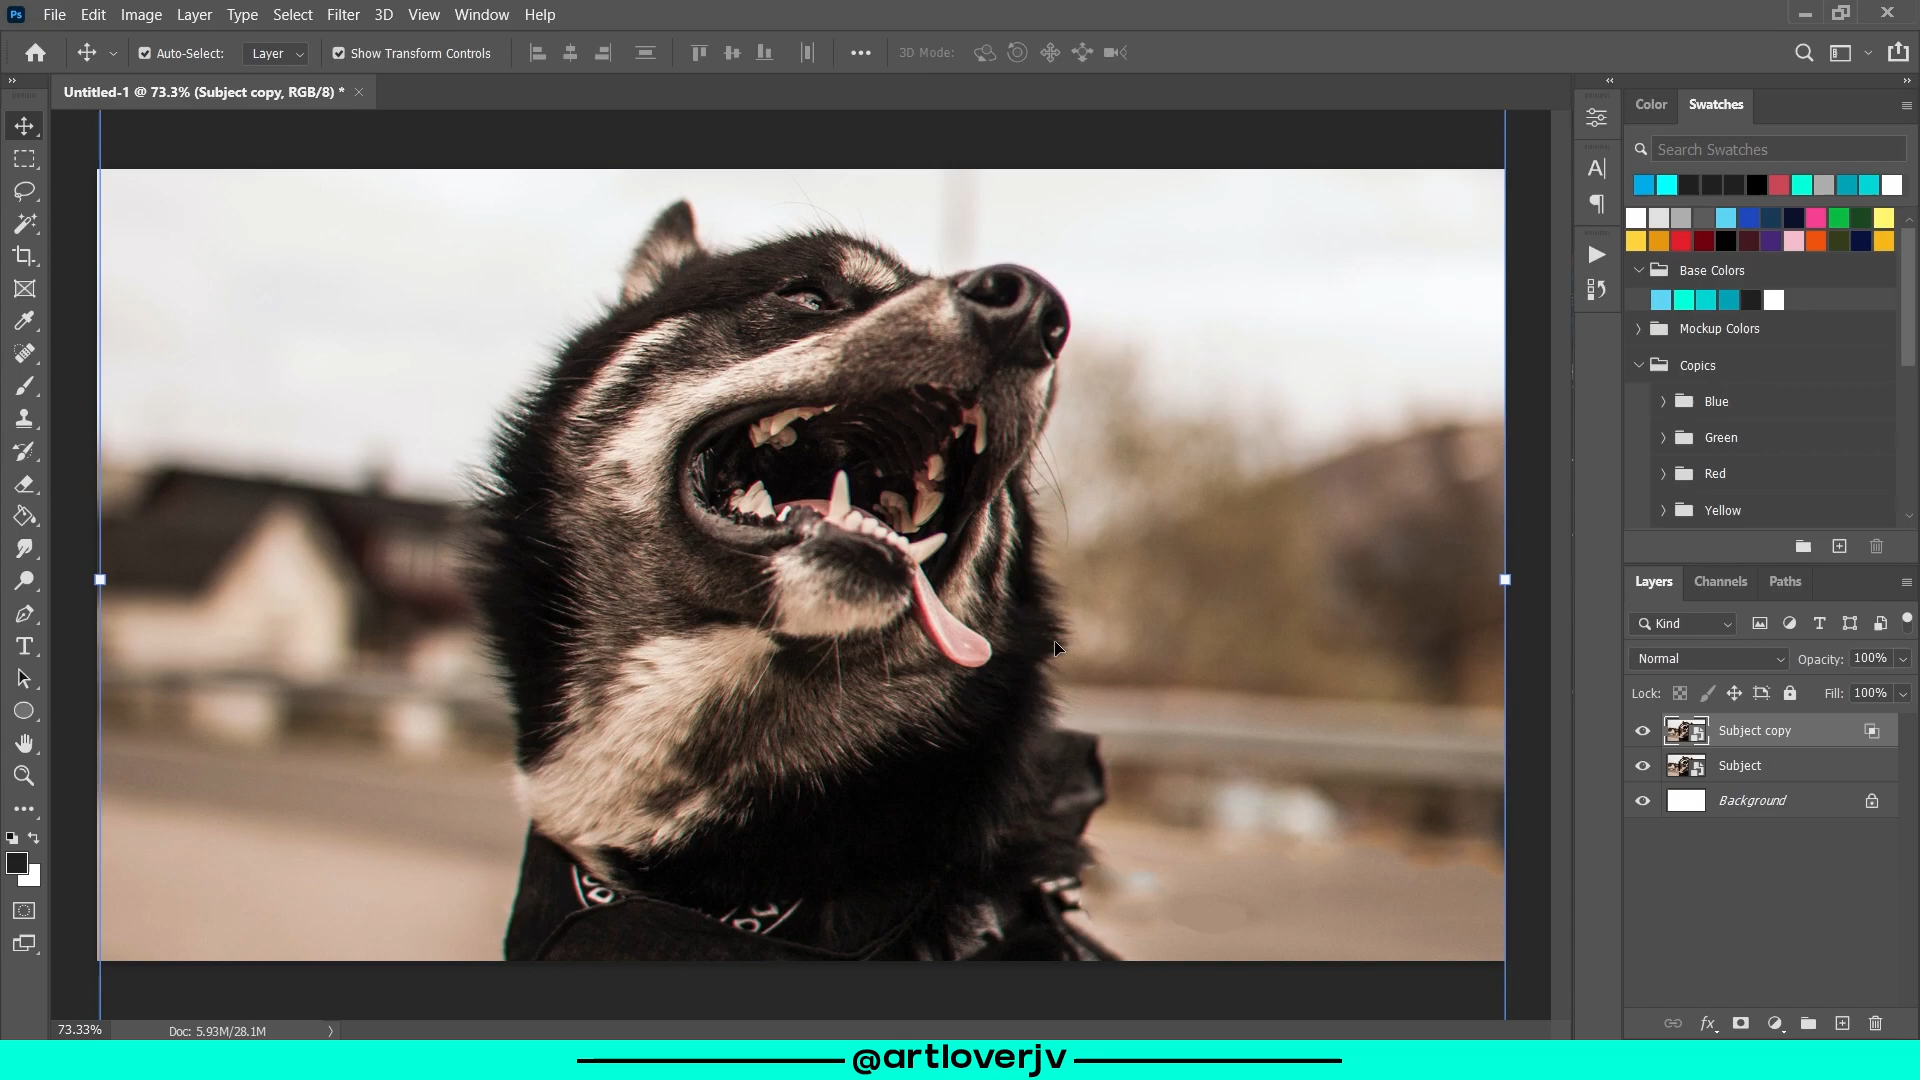 Ps File Edit Image Layer Type Select Filter 3D View Window Help
Auto-Select: Layer Show Transform Controls 3D Mode:
Untitled-1 @ 73.3% (Subject copy, RGB/8) *
Color Swatches
Search Swatches
Base Colors
Mockup Colors
Copics
Blue
Green
Red
Yellow
Layers Channels Paths
Kind
Normal Opacity: 100%
Lock: Fill: 100%
Subject copy
Subject
Background
fx
73.33% Doc: 5.93M/28.1M
@artloverjv